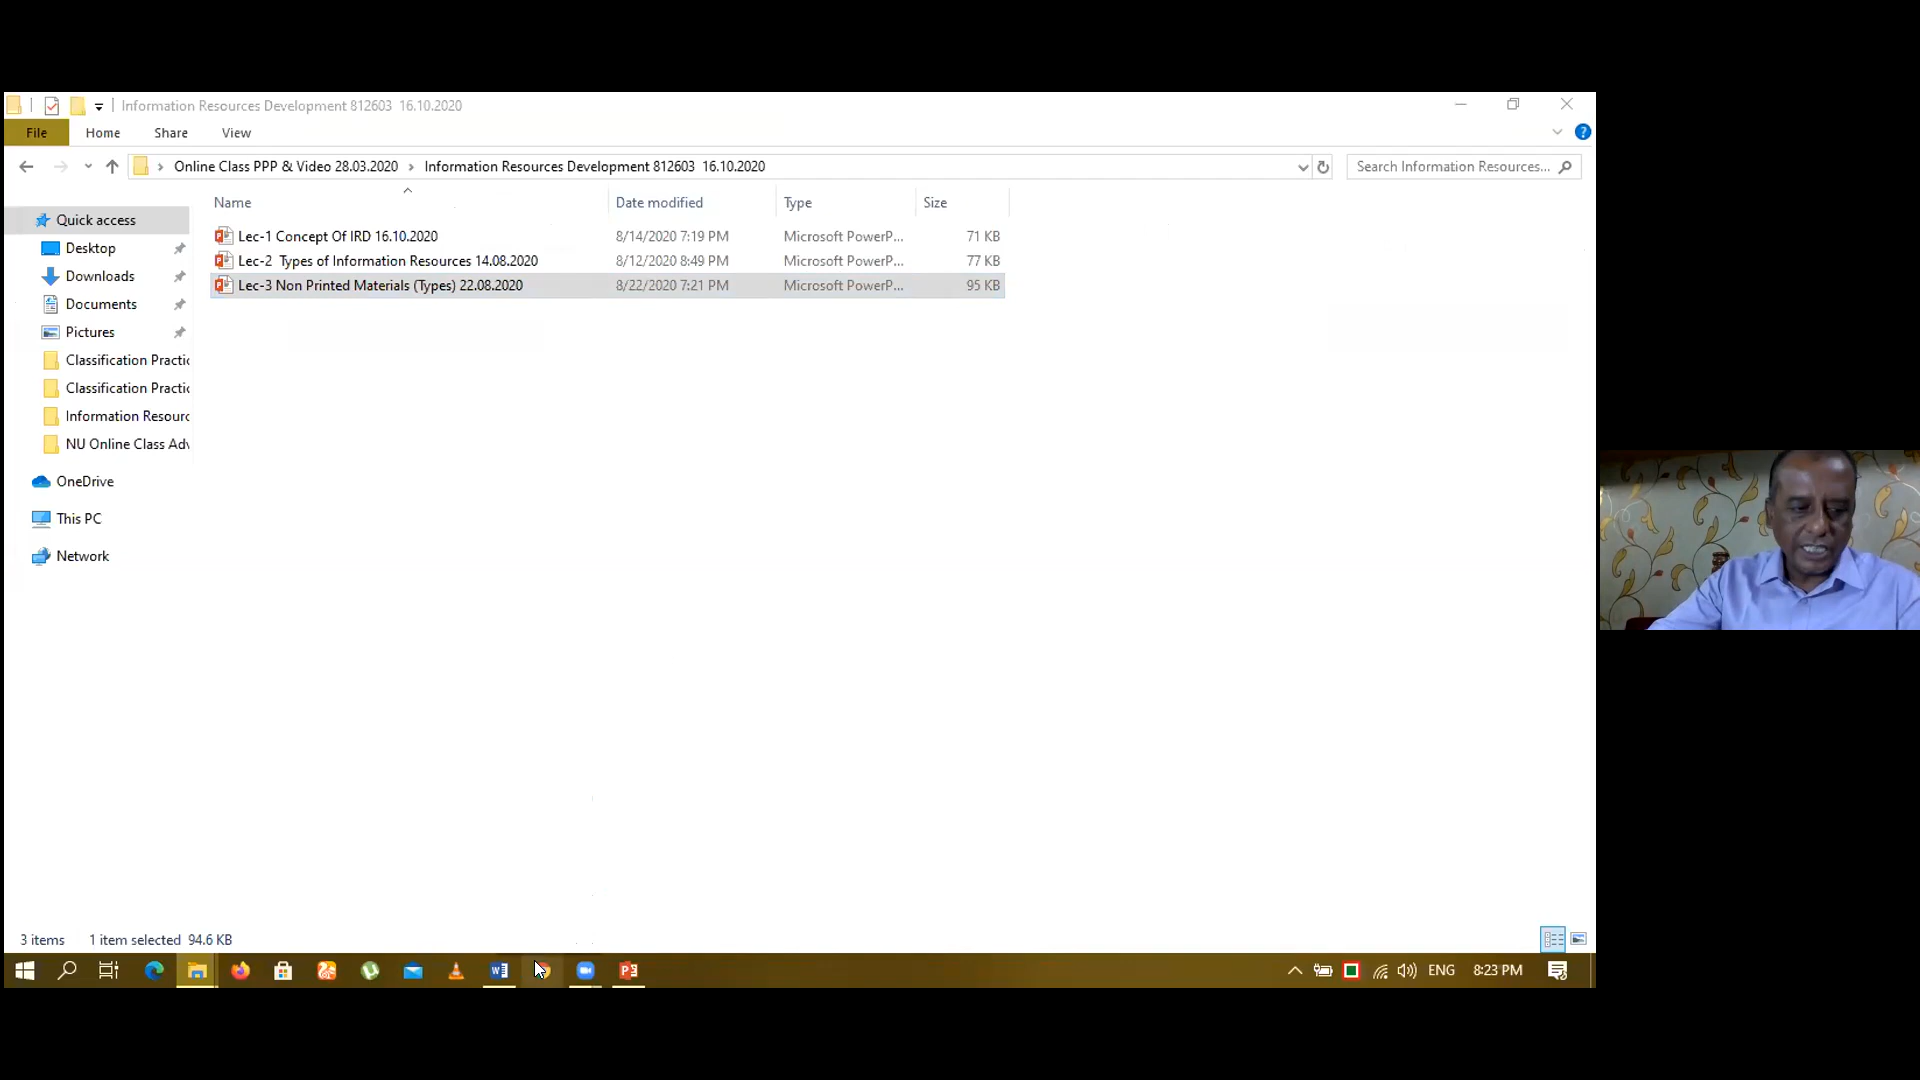 Information Resources Development 812603  16.10.2020
File Home Share View
Online Class PPP & Video 28.03.2020 > Information Resources Development 812603  16.10.2020
Search Information Resources...
Name Date modified Type Size
Lec-1 Concept Of IRD 16.10.2020 8/14/2020 7:19 PM Microsoft PowerP... 71 KB
Lec-2  Types of Information Resources 14.08.2020 8/12/2020 8:49 PM Microsoft PowerP... 77 KB
Lec-3 Non Printed Materials (Types) 22.08.2020 8/22/2020 7:21 PM Microsoft PowerP... 95 KB
Quick access
Desktop
Downloads
Documents
Pictures
Classification Practic
Classification Practic
Information Resourc
NU Online Class Adv
OneDrive
This PC
Network
3 items 1 item selected 94.6 KB
ENG 8:23 PM